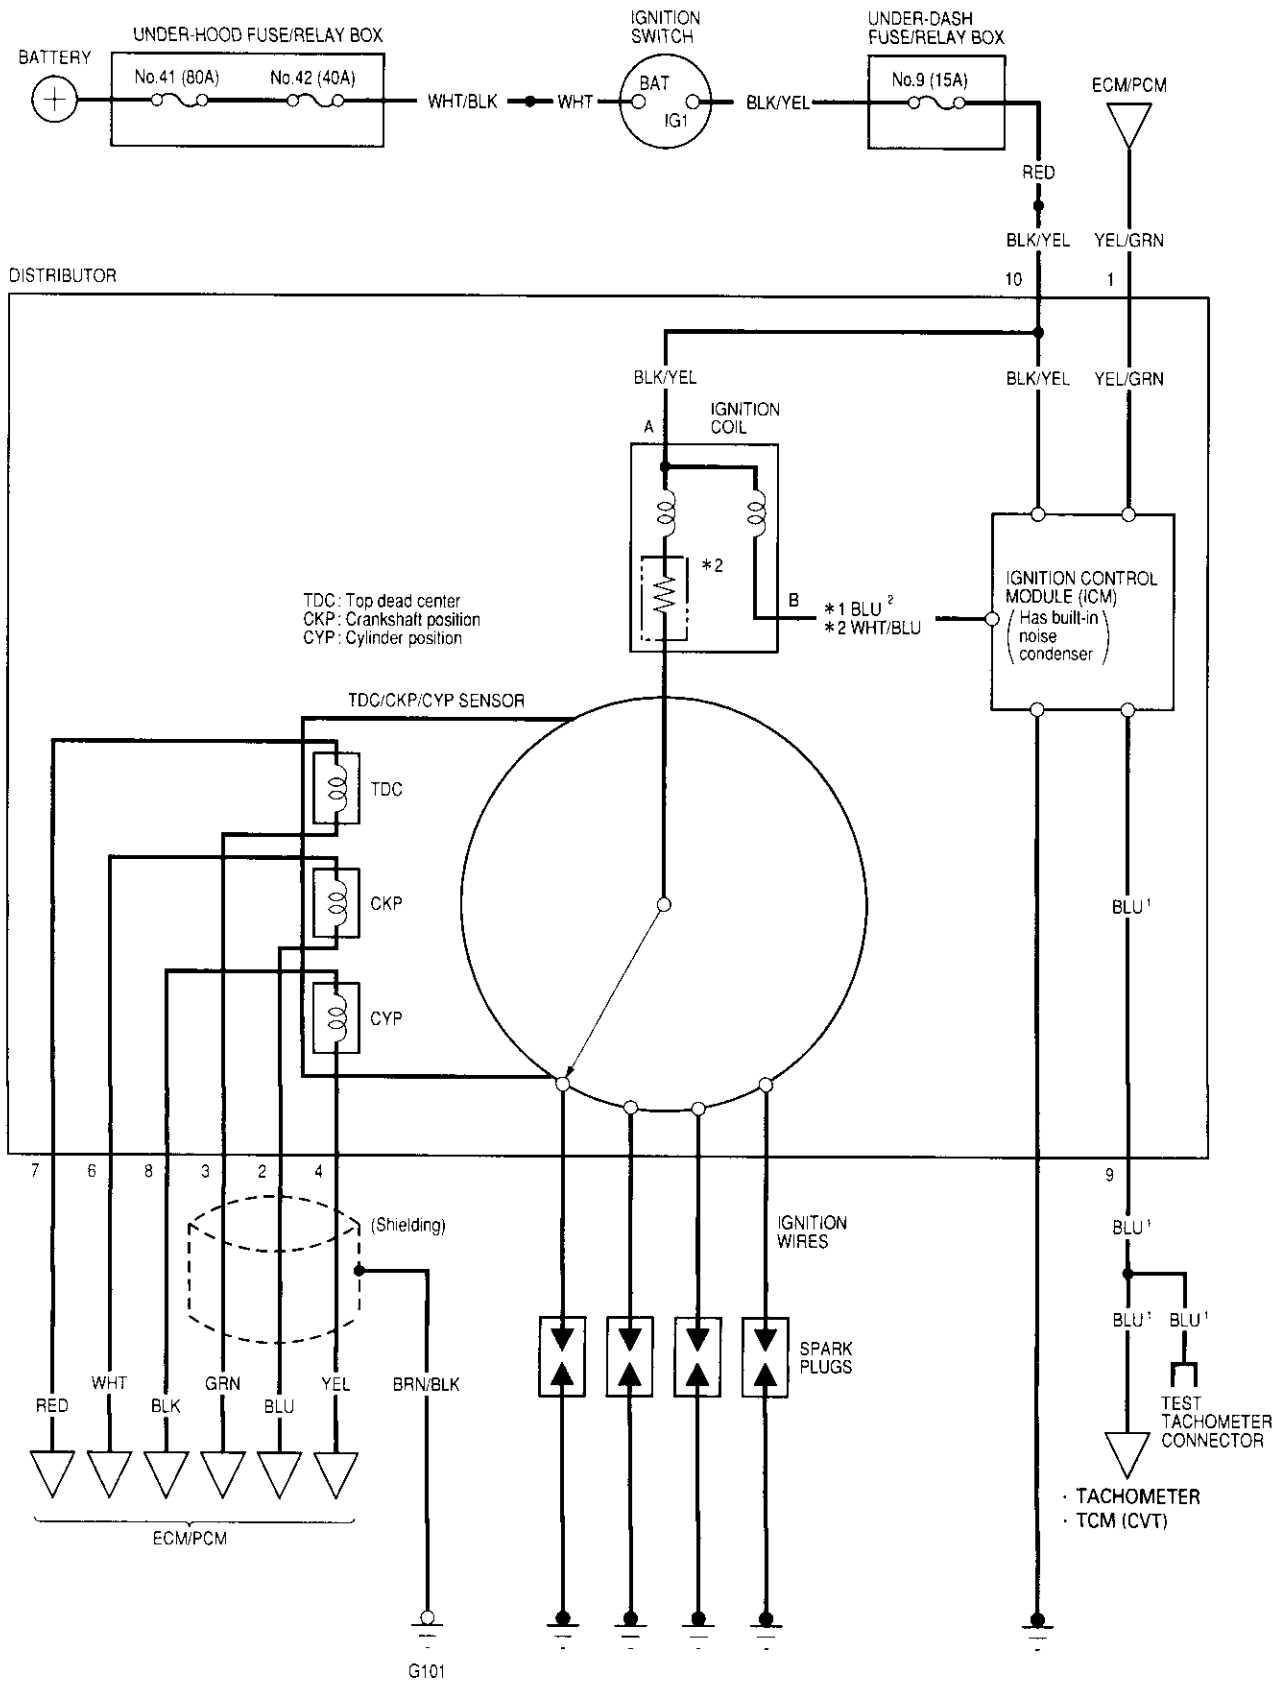 IGNITION
SWITCH
UNDER-DASH
FUSE/RELAY BOX
UNDER-HOOD FUSE/RELAY BOX
BATTERY
No.41 (80A)
No.42 (40A)
BAT
No.9 (15A)
ECM/PCM
WHT/BLK
WHT
IG1
BLK/YEL
RED
BLK/YEL
YEL/GRN
DISTRIBUTOR
10
1
BLK/YEL
BLK/YEL
YEL/GRN
IGNITION
COIL
A
*2
IGNITION CONTROL
MODULE (ICM)
(Has built-in
noise
condenser)
B
*1 BLU 2
*2 WHT/BLU
TDC: Top dead center
CKP: Crankshaft position
CYP: Cylinder position
TDC/CKP/CYP SENSOR
TDC
CKP
BLU 1
CYP
7
6
8
3
2
4
9
(Shielding)
IGNITION
WIRES
BLU 1
BLU 1
BLU 1
SPARK
PLUGS
WHT
GRN
YEL
BRN/BLK
RED
BLK
BLU
TEST
TACHOMETER
CONNECTOR
· TACHOMETER
· TCM (CVT)
ECM/PCM
G101